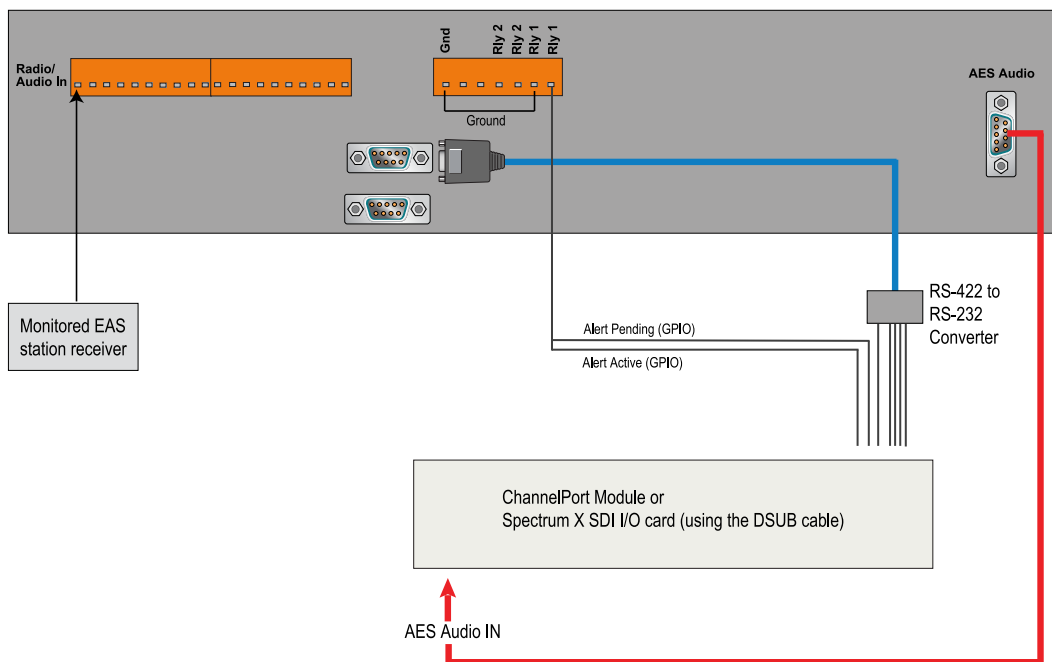 Gnd
Rly 2
Rly 2
Rly 1
Rly 1
Radio/
Audio In
AES Audio
Ground
RS-422 to
RS-232
Converter
Monitored EAS
station receiver
Alert Pending (GPIO)
Alert Active (GPIO)
ChannelPort Module or
Spectrum X SDI I/O card (using the DSUB cable)
AES Audio IN